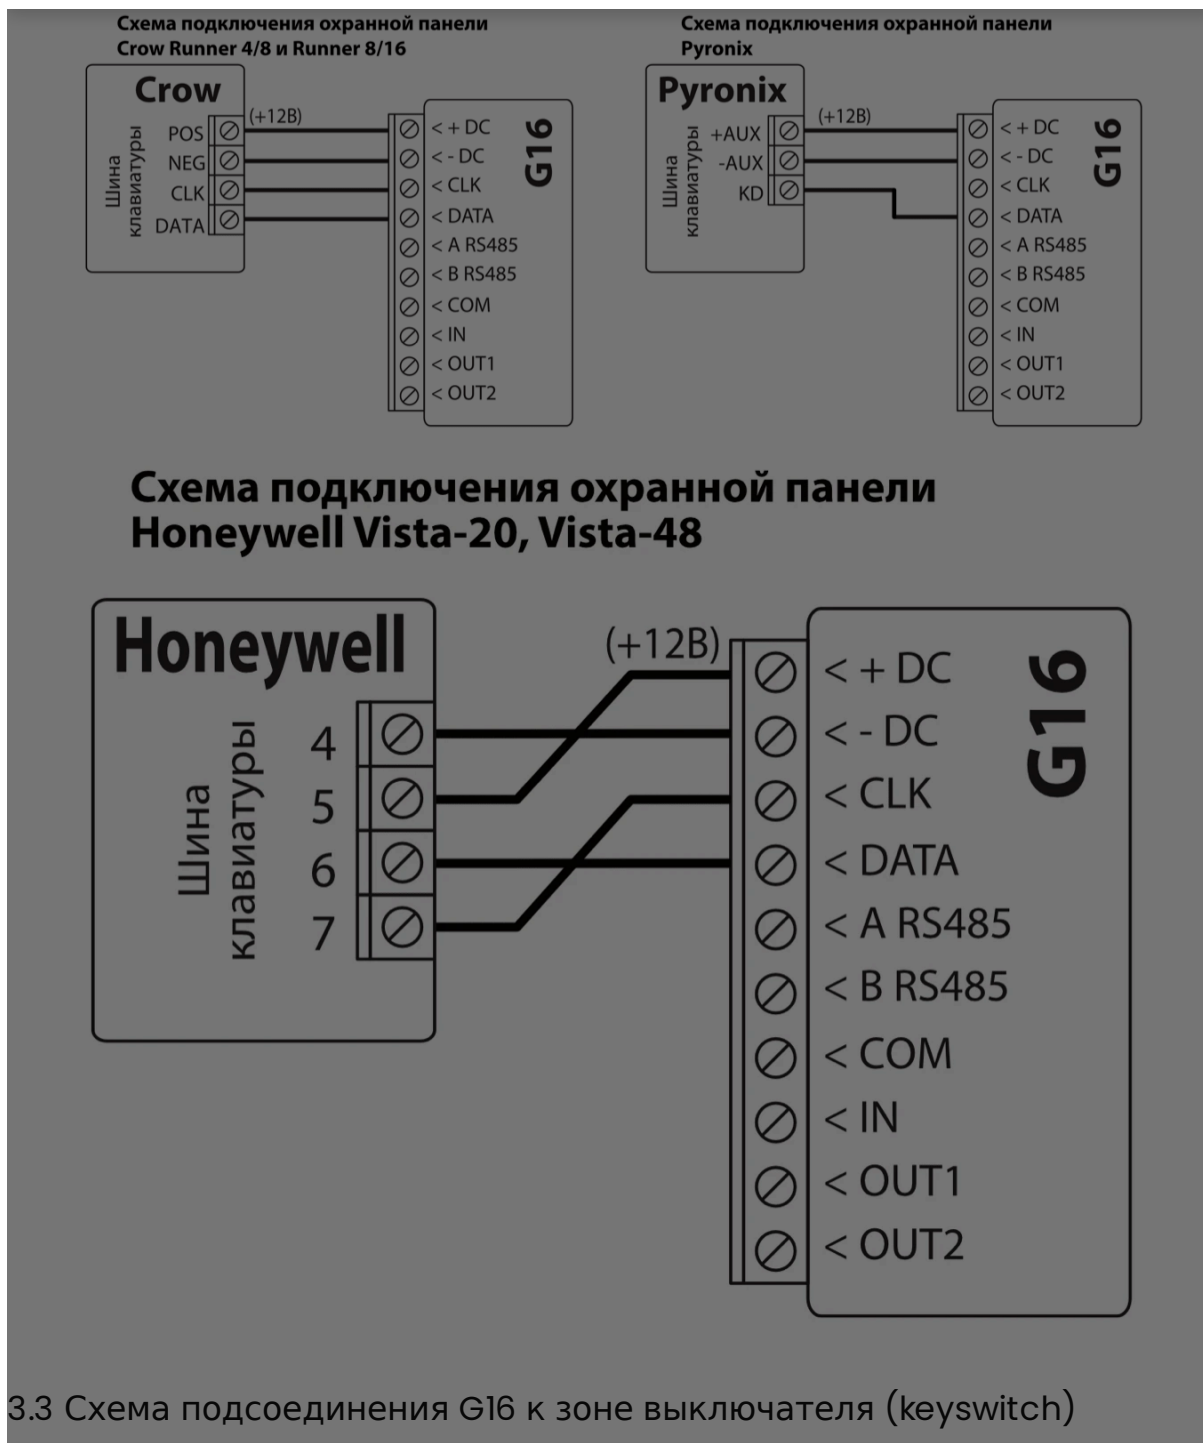 Схема подключения охранной панели
Crow Runner 4/8 и Runner 8/16
Crow
Шина
клавиатуры
POS
NEG
CLK
DATA
(+12В)
< + DC
< - DC
< CLK
< DATA
< A RS485
< B RS485
< COM
< IN
< OUT1
< OUT2
G16
Схема подключения охранной панели
Pyronix
Pyronix
Шина
клавиатуры
+AUX
-AUX
KD
(+12В)
< + DC
< - DC
< CLK
< DATA
< A RS485
< B RS485
< COM
< IN
< OUT1
< OUT2
G16
Схема подключения охранной панели
Honeywell Vista-20, Vista-48
Honeywell
Шина
клавиатуры
4
5
6
7
(+12В)
< + DC
< - DC
< CLK
< DATA
< A RS485
< B RS485
< COM
< IN
< OUT1
< OUT2
G16
3.3 Схема подсоединения G16 к зоне выключателя (keyswitch)